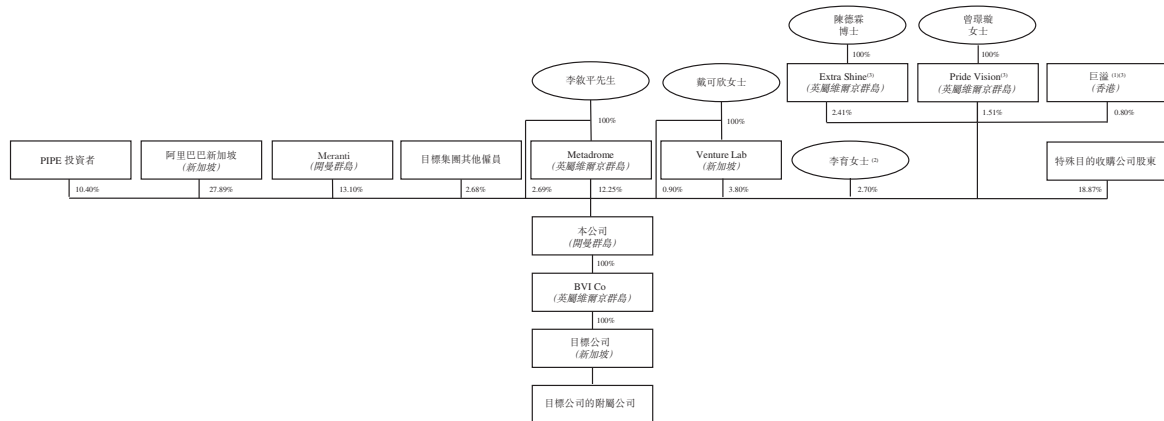 陳德霖
博士
曾璟璇
女士
100%
100%
李敘平先生
戴可欣女士
Extra Shine(3)
(英屬維爾京群島)
Pride Vision(3)
(英屬維爾京群島)
巨溢 (1)(3)
(香港)
100%
100%
2.41%
1.51%
0.80%
PIPE 投資者
阿里巴巴新加坡
(新加坡)
Meranti
(開曼群島)
目標集團其他僱員
Metadrome
(英屬維爾京群島)
Venture Lab
(新加坡)
李育女士 (2)
特殊目的收購公司股東
10.40%
27.89%
13.10%
2.68%
2.69%
12.25%
0.90%
3.80%
2.70%
18.87%
本公司
(開曼群島)
100%
BVI Co
(英屬維爾京群島)
100%
目標公司
(新加坡)
目標公司的附屬公司